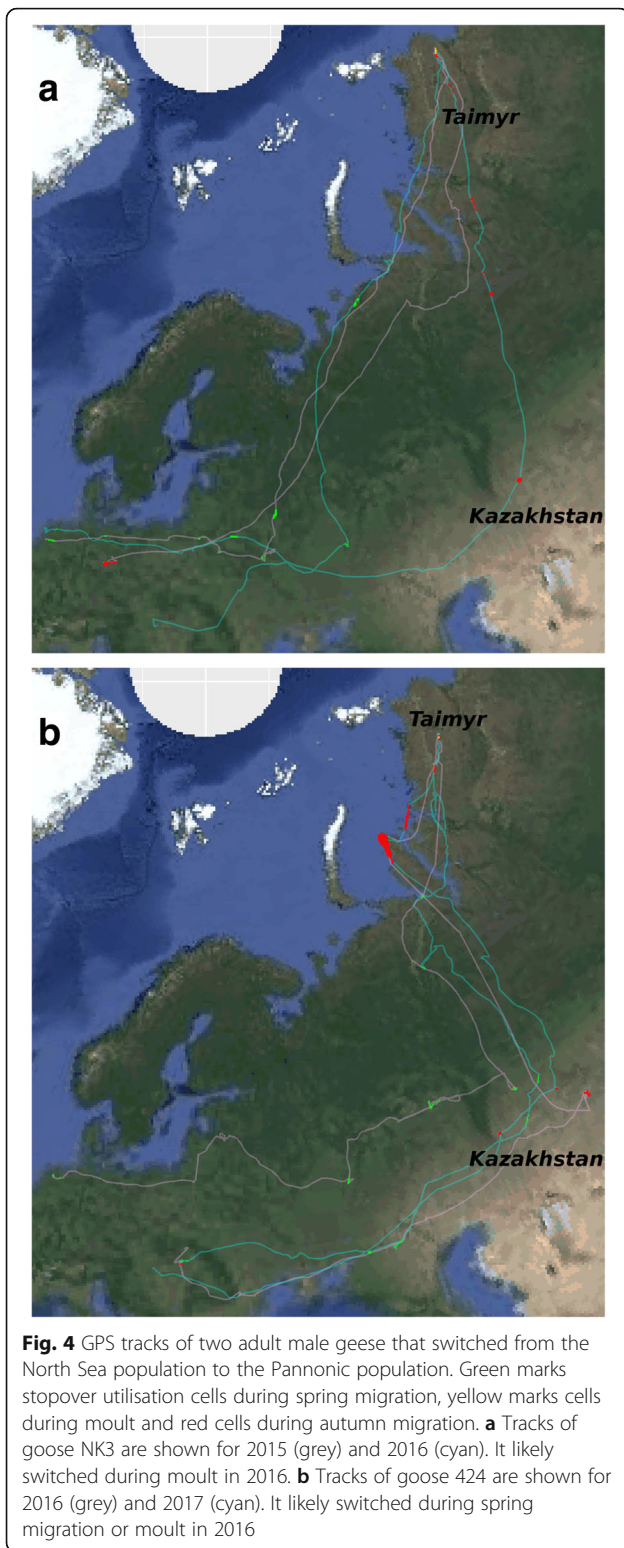 a
Taimyr
Kazakhstan
b
Taimyr
Kazakhstan
Fig. 4 GPS tracks of two adult male geese that switched from the
North Sea population to the Pannonic population. Green marks
stopover utilisation cells during spring migration, yellow marks cells
during moult and red cells during autumn migration. a Tracks of
goose NK3 are shown for 2015 (grey) and 2016 (cyan). It likely
switched during moult in 2016. b Tracks of goose 424 are shown for
2016 (grey) and 2017 (cyan). It likely switched during spring
migration or moult in 2016